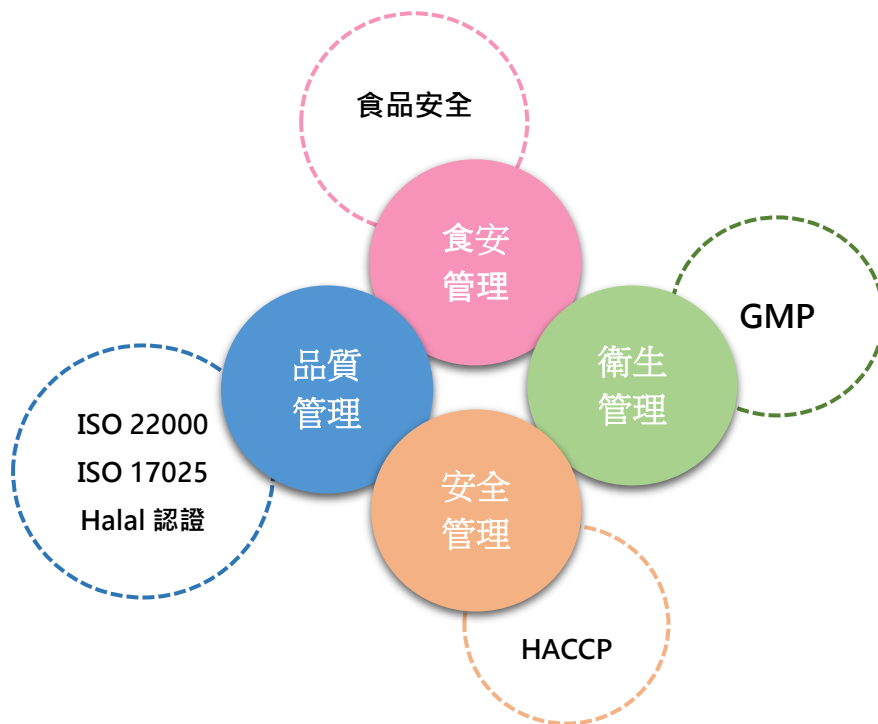 食品安全
食安
管理
GMP
衛生
管理
品質
管理
ISO 22000
ISO 17025
Halal 認證
安全
管理
HACCP